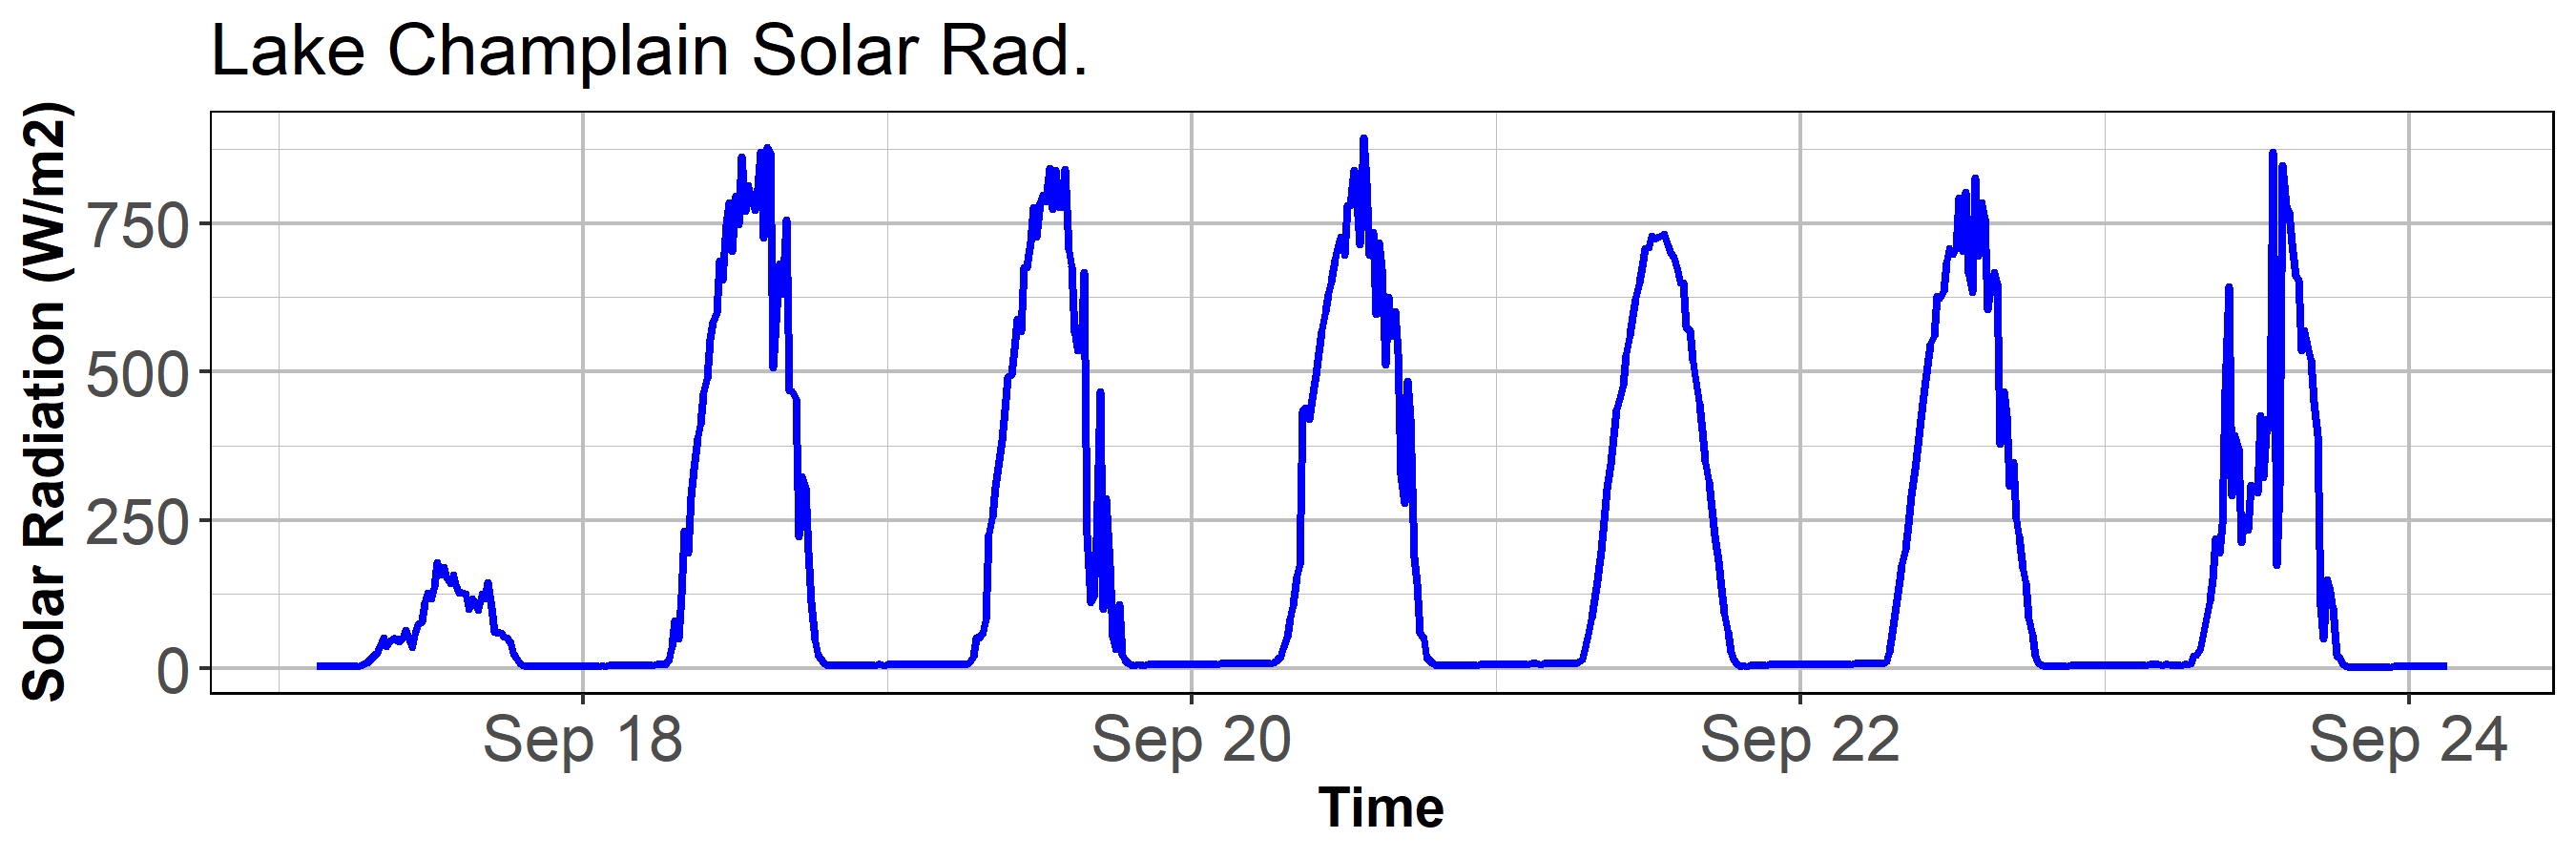 Lake Champlain Solar Rad.
Solar Radiation (W/m2)
750
500
250
0
Sep 18
Sep 20
Sep 22
Sep 24
Time